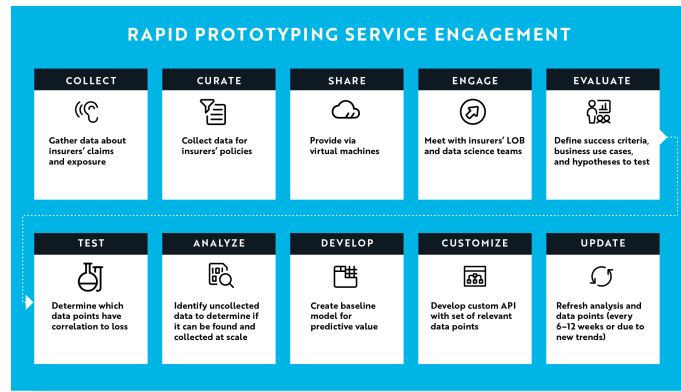 RAPID PROTOTYPING SERVICE ENGAGEMENT
COLLECT
Gather data about
insurers' claims
and exposure
CURATE
Collect data for
insurers' policies
SHARE
Provide via
virtual machines
ENGAGE
Meet with insurers' LOB
and data science teams
EVALUATE
Define success criteria,
business use cases,
and hypotheses to test
TEST
Determine which
data points have
correlation to loss
ANALYZE
Identify uncollected
data to determine if
it can be found and
collected at scale
DEVELOP
Create baseline
model for
predictive value
CUSTOMIZE
Develop custom API
with set of relevant
data points
UPDATE
Refresh analysis and
data points (every
6–12 weeks or due to
new trends)